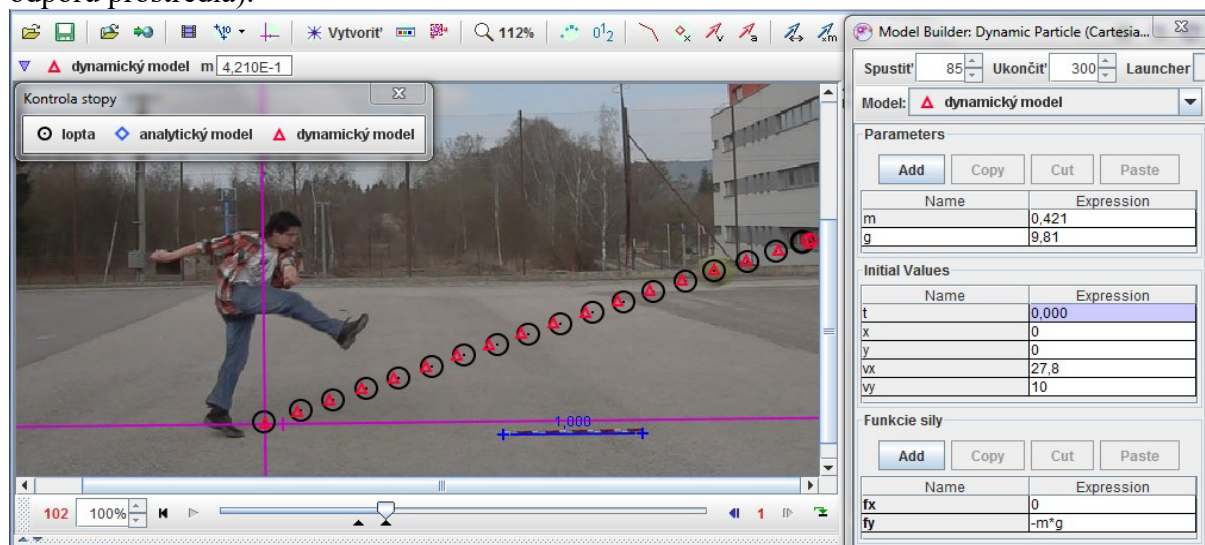 odporu prostredia).
Vytvoriť 112%
dynamický model m 4,210E-1
Kontrola stopy
lopta analytický model dynamický model
1,000
102 100% 1
Model Builder: Dynamic Particle (Cartesia...
Spustiť 85 Ukončiť 300 Launcher
Model: dynamický model
Parameters
Add Copy Cut Paste
Name Expression
m 0,421
g 9,81
Initial Values
Name Expression
t 0,000
x 0
y 0
vx 27,8
vy 10
Funkcie sily
Add Copy Cut Paste
Name Expression
fx 0
fy -m*g